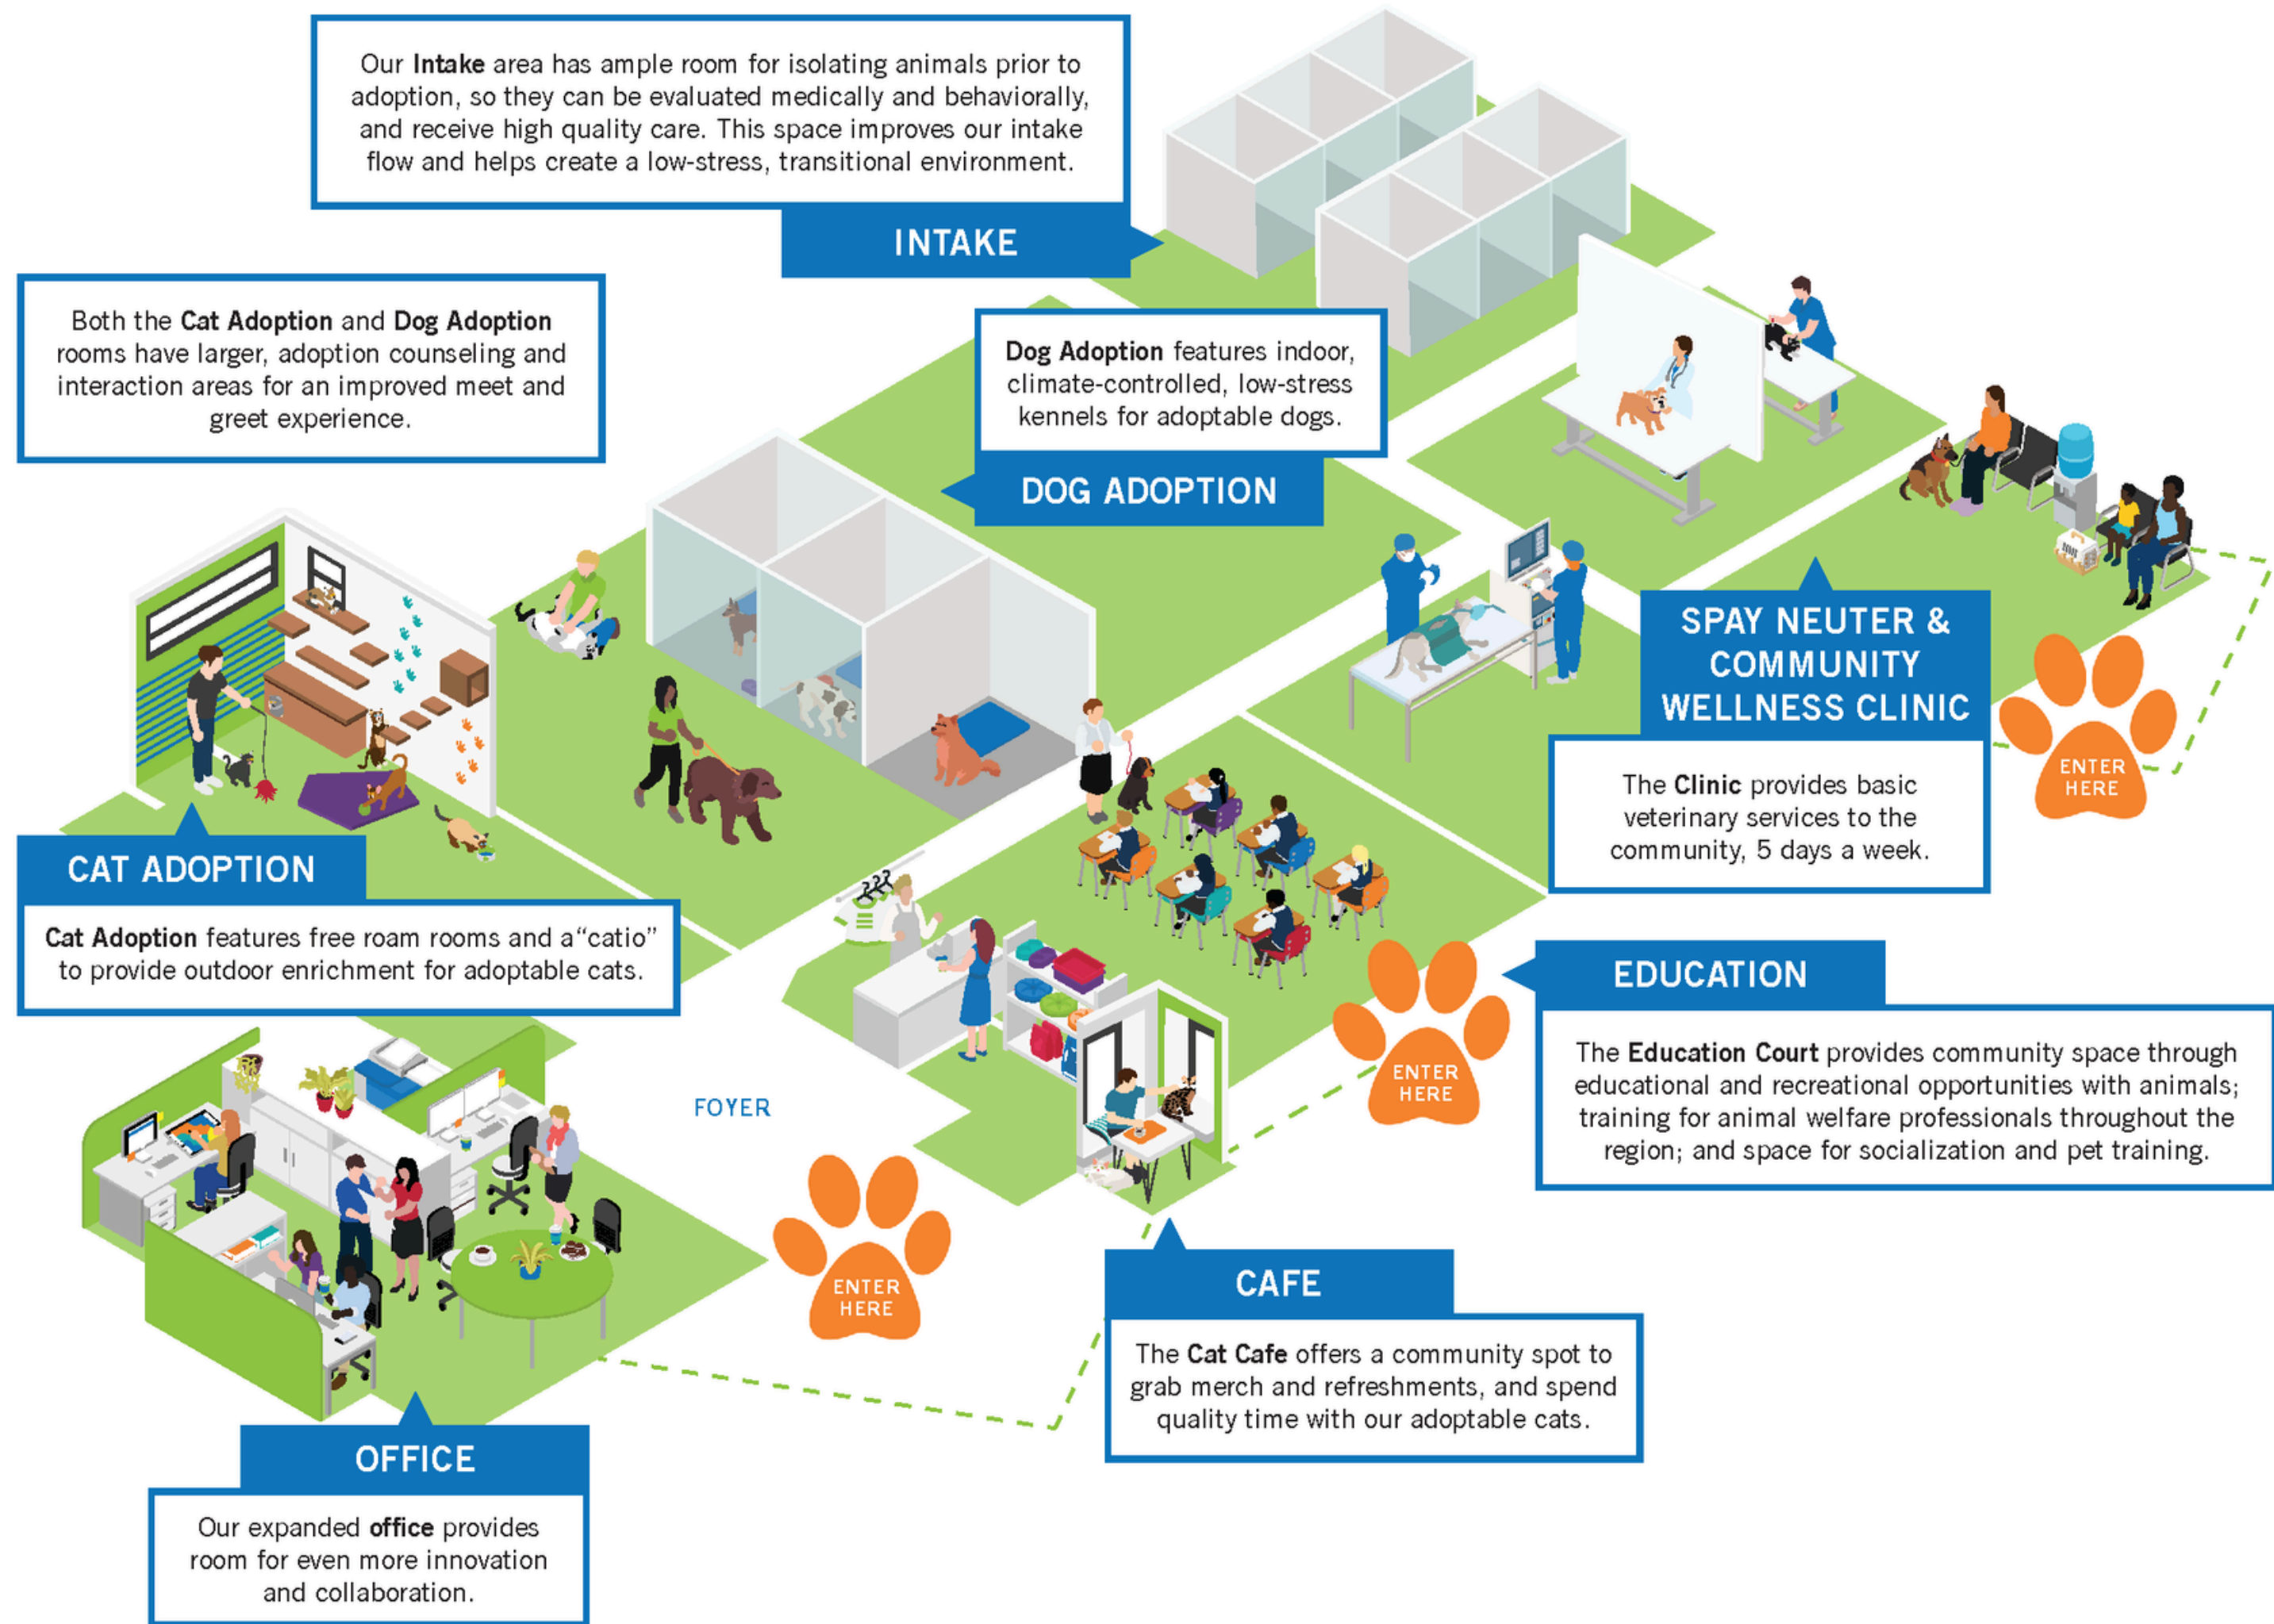 Our Intake area has ample room for isolating animals prior to
adoption, so they can be evaluated medically and behaviorally,
and receive high quality care. This space improves our intake
flow and helps create a low-stress, transitional environment.
INTAKE
Both the Cat Adoption and Dog Adoption
rooms have larger, adoption counseling and
interaction areas for an improved meet and
greet experience.
Dog Adoption features indoor,
climate-controlled, low-stress
kennels for adoptable dogs.
DOG ADOPTION
SPAY NEUTER &
COMMUNITY
WELLNESS CLINIC
The Clinic provides basic
veterinary services to the
community, 5 days a week.
ENTER
HERE
CAT ADOPTION
Cat Adoption features free roam rooms and a“catio”
to provide outdoor enrichment for adoptable cats.
EDUCATION
The Education Court provides community space through
educational and recreational opportunities with animals;
training for animal welfare professionals throughout the
region; and space for socialization and pet training.
ENTER
HERE
FOYER
ENTER
HERE
CAFE
The Cat Cafe offers a community spot to
grab merch and refreshments, and spend
quality time with our adoptable cats.
OFFICE
Our expanded office provides
room for even more innovation
and collaboration.